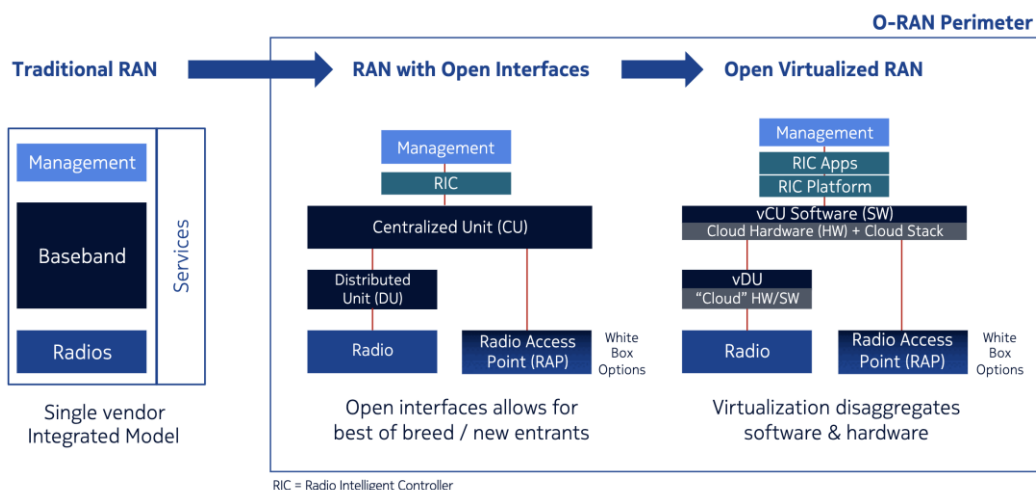 O-RAN Perimeter
Traditional RAN
RAN with Open Interfaces
Open Virtualized RAN
Management
Baseband
Radios
Services
Single vendor
Integrated Model
Management
RIC
Centralized Unit (CU)
Distributed
Unit (DU)
Radio
Radio Access
Point (RAP)
White
Box
Options
Open interfaces allows for
best of breed / new entrants
Management
RIC Apps
RIC Platform
vCU Software (SW)
Cloud Hardware (HW) + Cloud Stack
vDU
“Cloud” HW/SW
Radio
Radio Access
Point (RAP)
White
Box
Options
Virtualization disaggregates
software & hardware
RIC = Radio Intelligent Controller